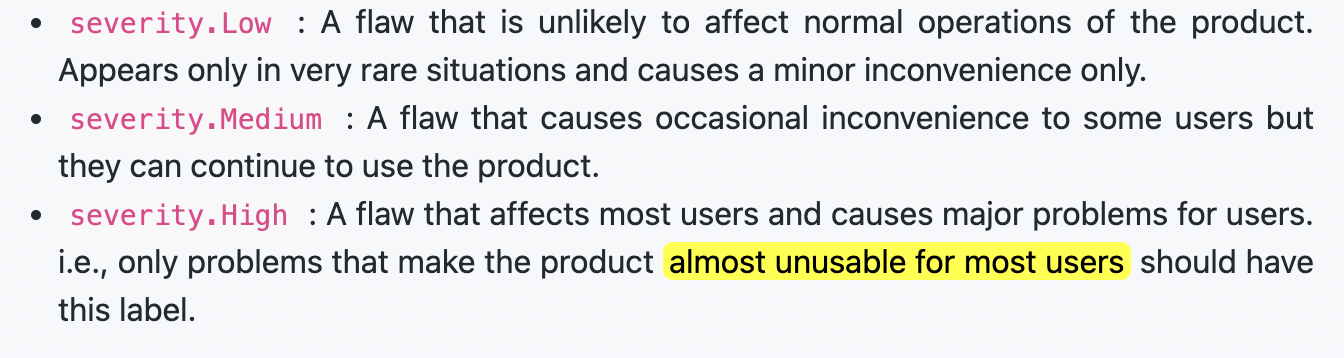 • severity.Low : A flaw that is unlikely to affect normal operations of the product.
Appears only in very rare situations and causes a minor inconvenience only.
• severity.Medium : A flaw that causes occasional inconvenience to some users but
they can continue to use the product.
• severity.High : A flaw that affects most users and causes major problems for users.
i.e., only problems that make the product almost unusable for most users should have
this label.